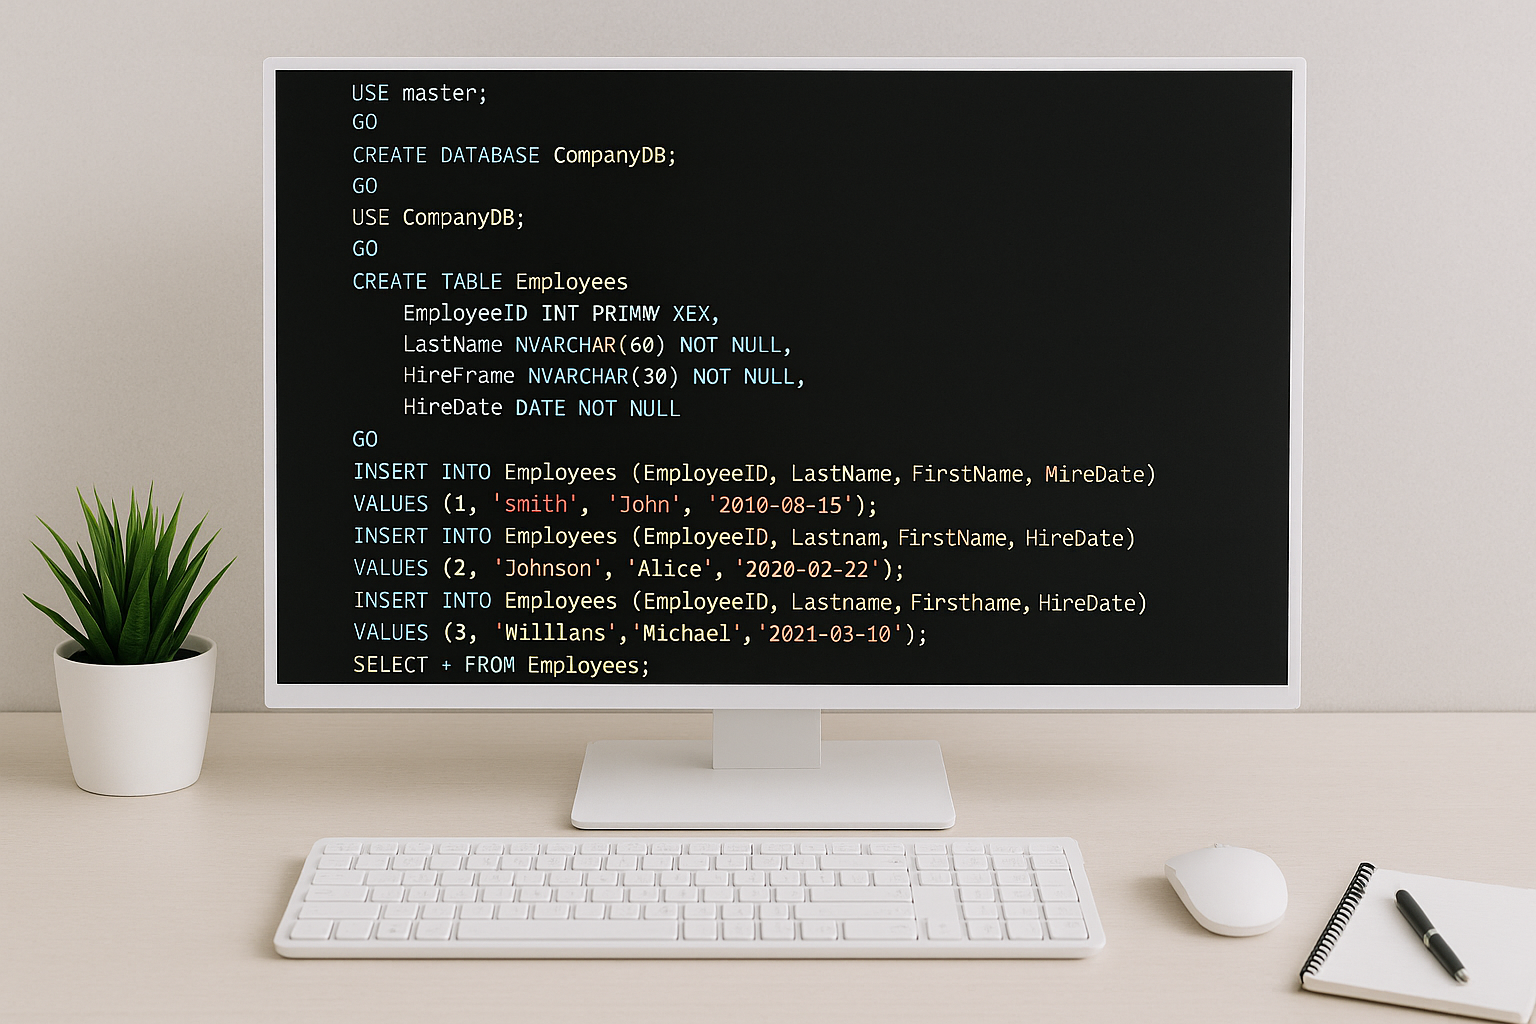 USE master;
GO
CREATE DATABASE CompanyDB;
GO
USE CompanyDB;
GO
CREATE TABLE Employees
EmployeeID INT PRIMW XEX,
LastName NVARCHAR(60) NOT NULL,
HireFrame NVARCHAR(30) NOT NULL,
HireDate DATE NOT NULL
GO
INSERT INTO Employees (EmployeeID, LastName, FirstName, MireDate)
VALUES (1, 'smith', 'John', '2010-08-15');
INSERT INTO Employees (EmployeeID, Lastnam, FirstName, HireDate)
VALUES (2, 'Johnson', 'Alice', '2020-02-22');
INSERT INTO Employees (EmployeeID, Lastname, Firsthame, HireDate)
VALUES (3, 'Willlans', 'Michael', '2021-03-10');
SELECT + FROM Employees;